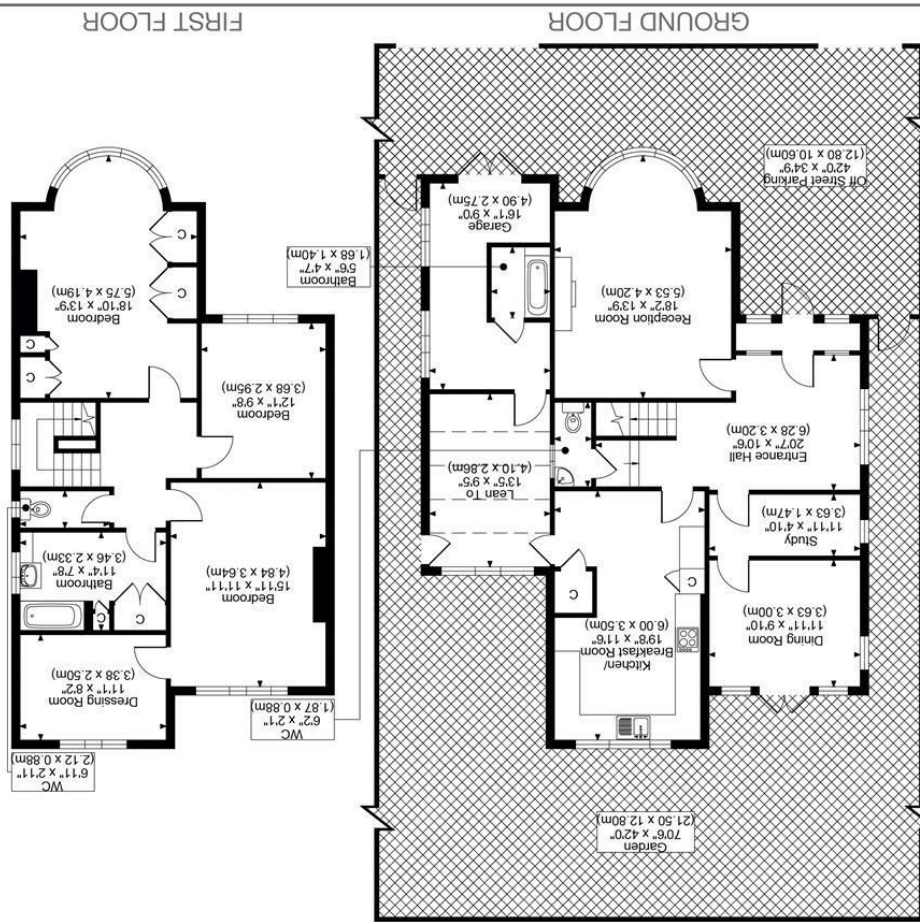 Garden
70'6" x 42'0"
(21.50 x 12.80m)
Dining Room
11'11" x 9'10"
(3.63 x 3.00m)
Kitchen/
Breakfast Room
19'8" x 11'6"
(6.00 x 3.50m)
C
C
Study
11'11" x 4'10"
(3.63 x 1.47m)
Lean To
13'5" x 9'5"
(4.10 x 2.86m)
Entrance Hall
20'7" x 10'6"
(6.28 x 3.20m)
Reception Room
18'2" x 13'9"
(5.53 x 4.20m)
Bathroom
5'6" x 4'7"
(1.68 x 1.40m)
Garage
16'1" x 9'0"
(4.90 x 2.75m)
Off Street Parking
42'0" x 34'9"
(12.80 x 10.60m)
GROUND FLOOR
WC
6'11" x 2'11"
(2.12 x 0.88m)
WC
6'2" x 2'1"
(1.87 x 0.88m)
Dressing Room
11'1" x 8'2"
(3.38 x 2.50m)
C
C
Bathroom
11'4" x 7'8"
(3.46 x 2.33m)
Bedroom
15'11" x 11'11"
(4.84 x 3.64m)
Bedroom
12'1" x 9'8"
(3.68 x 2.95m)
C
C
Bedroom
18'10" x 13'9"
(5.75 x 4.19m)
C
C
FIRST FLOOR